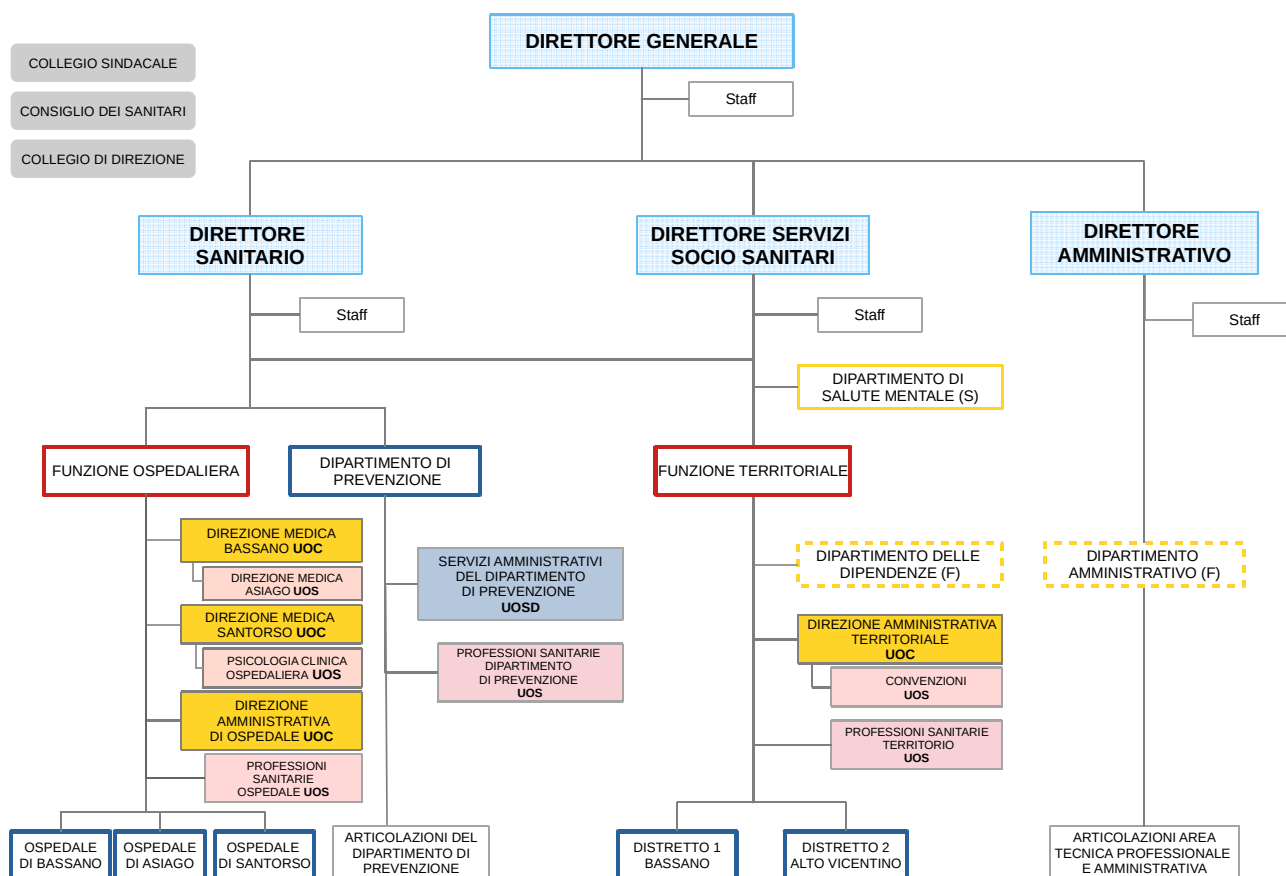 DIRETTORE GENERALE
COLLEGIO SINDACALE
Staff
CONSIGLIO DEI SANITARI
COLLEGIO DI DIREZIONE
DIRETTORE
SANITARIO
DIRETTORE SERVIZI
SOCIO SANITARI
DIRETTORE
AMMINISTRATIVO
Staff
Staff
Staff
DIPARTIMENTO DI
SALUTE MENTALE (S)
FUNZIONE OSPEDALIERA
DIPARTIMENTO DI
PREVENZIONE
FUNZIONE TERRITORIALE
DIREZIONE MEDICA
BASSANO UOC
DIREZIONE MEDICA
ASIAGO UOS
DIREZIONE MEDICA
SANTORSO UOC
PSICOLOGIA CLINICA
OSPEDALIERA UOS
DIREZIONE
AMMINISTRATIVA
DI OSPEDALE UOC
PROFESSIONI
SANITARIE
OSPEDALE UOS
SERVIZI AMMINISTRATIVI
DEL DIPARTIMENTO
DI PREVENZIONE
UOSD
PROFESSIONI SANITARIE
DIPARTIMENTO
DI PREVENZIONE
UOS
DIPARTIMENTO DELLE
DIPENDENZE (F)
DIREZIONE AMMINISTRATIVA
TERRITORIALE
UOC
CONVENZIONI
UOS
PROFESSIONI SANITARIE
TERRITORIO
UOS
DIPARTIMENTO
AMMINISTRATIVO (F)
OSPEDALE
DI BASSANO
OSPEDALE
DI ASIAGO
OSPEDALE
DI SANTORSO
ARTICOLAZIONI DEL
DIPARTIMENTO DI
PREVENZIONE
DISTRETTO 1
BASSANO
DISTRETTO 2
ALTO VICENTINO
ARTICOLAZIONI AREA
TECNICA PROFESSIONALE
E AMMINISTRATIVA